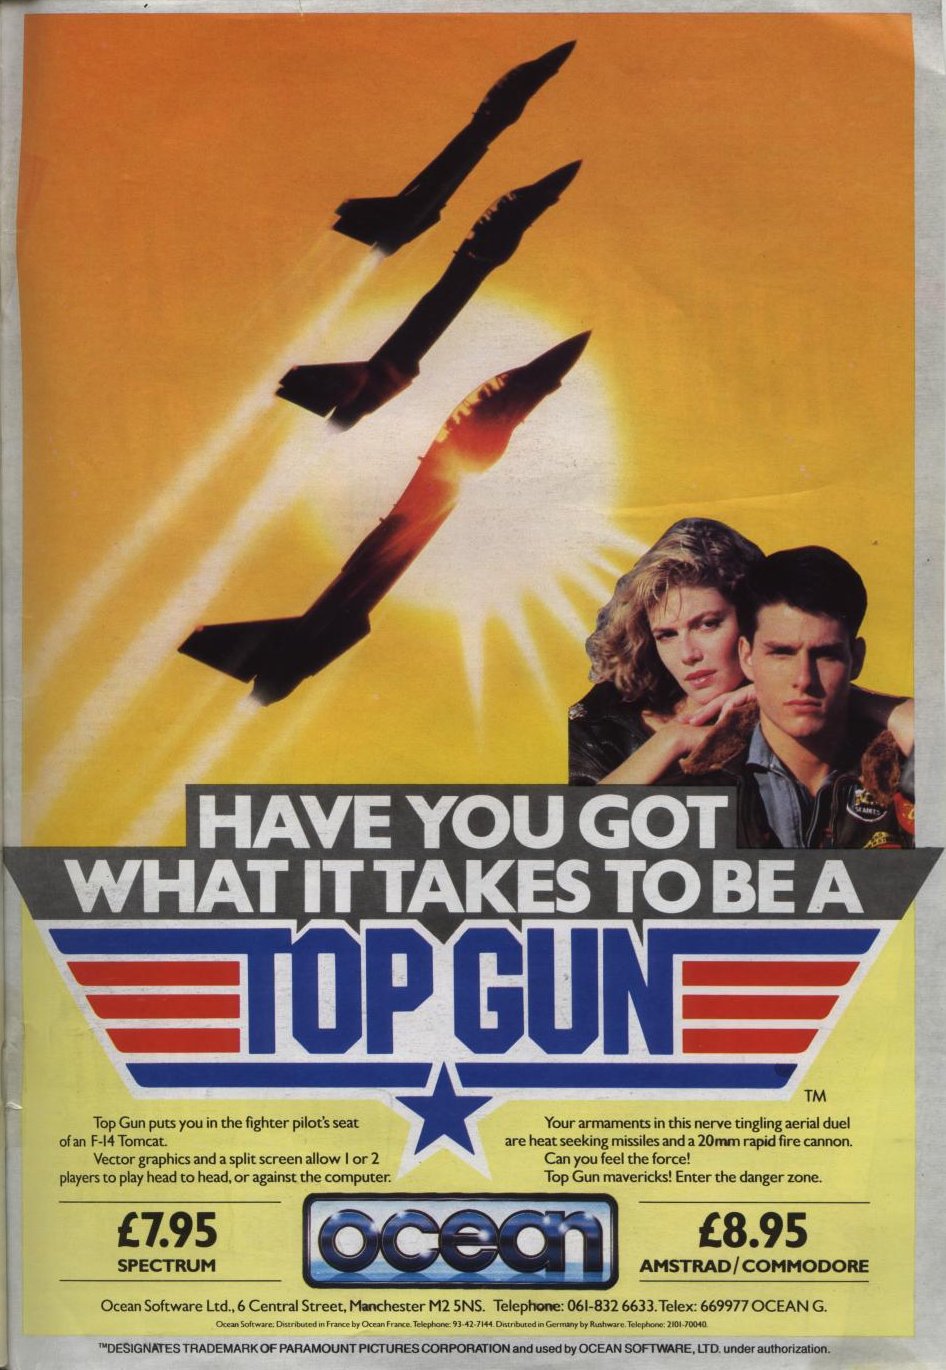 HAVE YOU GOT
WHAT IT TAKES TO BE A
TOP GUN
TM
Top Gun puts you in the fighter pilot's seat
of an F-14 Tomcat.
Vector graphics and a split screen allow 1 or 2
players to play head to head, or against the computer.
Your armaments in this nerve tingling aerial duel
are heat seeking missiles and a 20mm rapid fire cannon.
Can you feel the force!
Top Gun mavericks! Enter the danger zone.
£7.95
SPECTRUM
ocean
£8.95
AMSTRAD/COMMODORE
Ocean Software Ltd., 6 Central Street, Manchester M2 5NS. Telephone: 061-832 6633. Telex: 669977 OCEAN G.
Ocean Software: Distributed in France by Ocean France. Telephone: 93-42-7144. Distributed in Germany by Rushware. Telephone: 2101-70040.
™DESIGNATES TRADEMARK OF PARAMOUNT PICTURES CORPORATION and used by OCEAN SOFTWARE, LTD. under authorization.